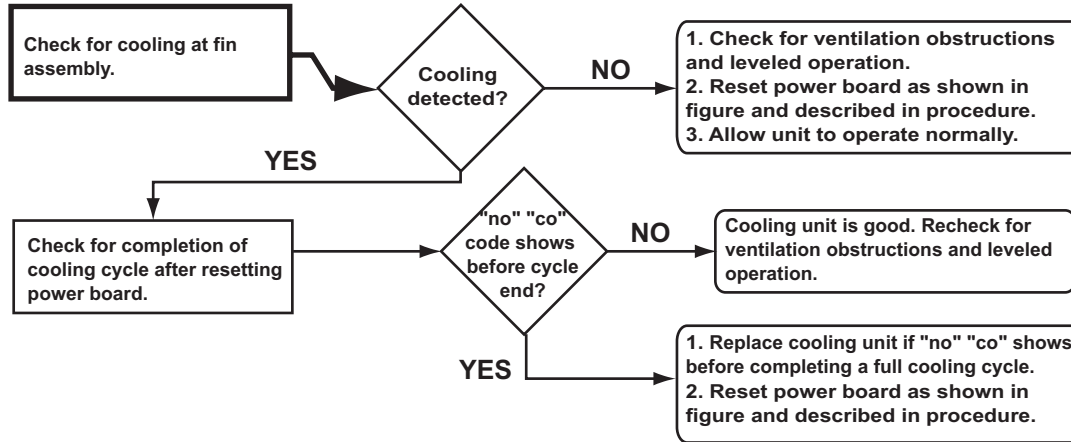 Check for cooling at fin
assembly.
Cooling
detected?
NO
1. Check for ventilation obstructions
and leveled operation.
2. Reset power board as shown in
figure and described in procedure.
3. Allow unit to operate normally.
YES
Check for completion of
cooling cycle after resetting
power board.
"no" "co"
code shows
before cycle
end?
NO
Cooling unit is good. Recheck for
ventilation obstructions and leveled
operation.
YES
1. Replace cooling unit if "no" "co" shows
before completing a full cooling cycle.
2. Reset power board as shown in
figure and described in procedure.